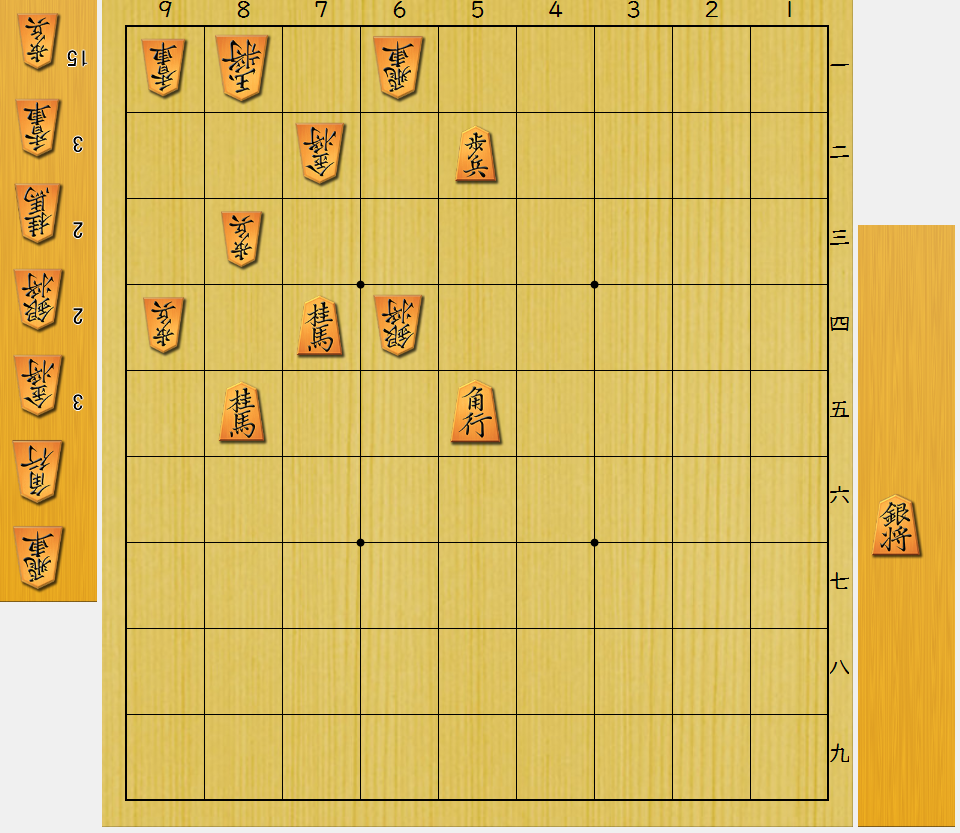 9 8 7 6 5 4 3 2 1
歩兵 15
香車 3
桂馬 2
銀将 2
金将 3
角行
飛車
香車 玉将 飛車 一
金将 歩兵 二
歩兵 三
歩兵 桂馬 銀将 四
桂馬 角行 五
六
銀将
七
八
九